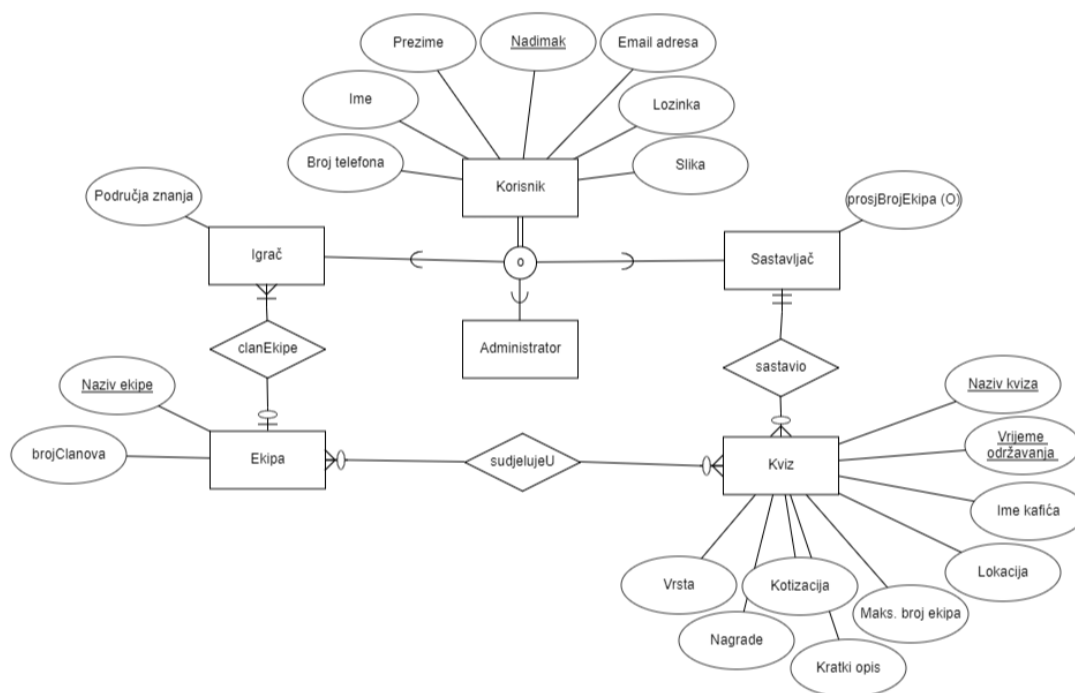 Prezime
Nadimak
Email adresa
Ime
Lozinka
Broj telefona
Korisnik
Slika
Područja znanja
prosjBrojEkipa (O)
Igrač
o
Sastavljač
Administrator
clanEkipe
sastavio
Naziv ekipe
Naziv kviza
brojClanova
Ekipa
sudjelujeU
Kviz
Vrijeme
održavanja
Ime kafića
Lokacija
Vrsta
Kotizacija
Maks. broj ekipa
Nagrade
Kratki opis